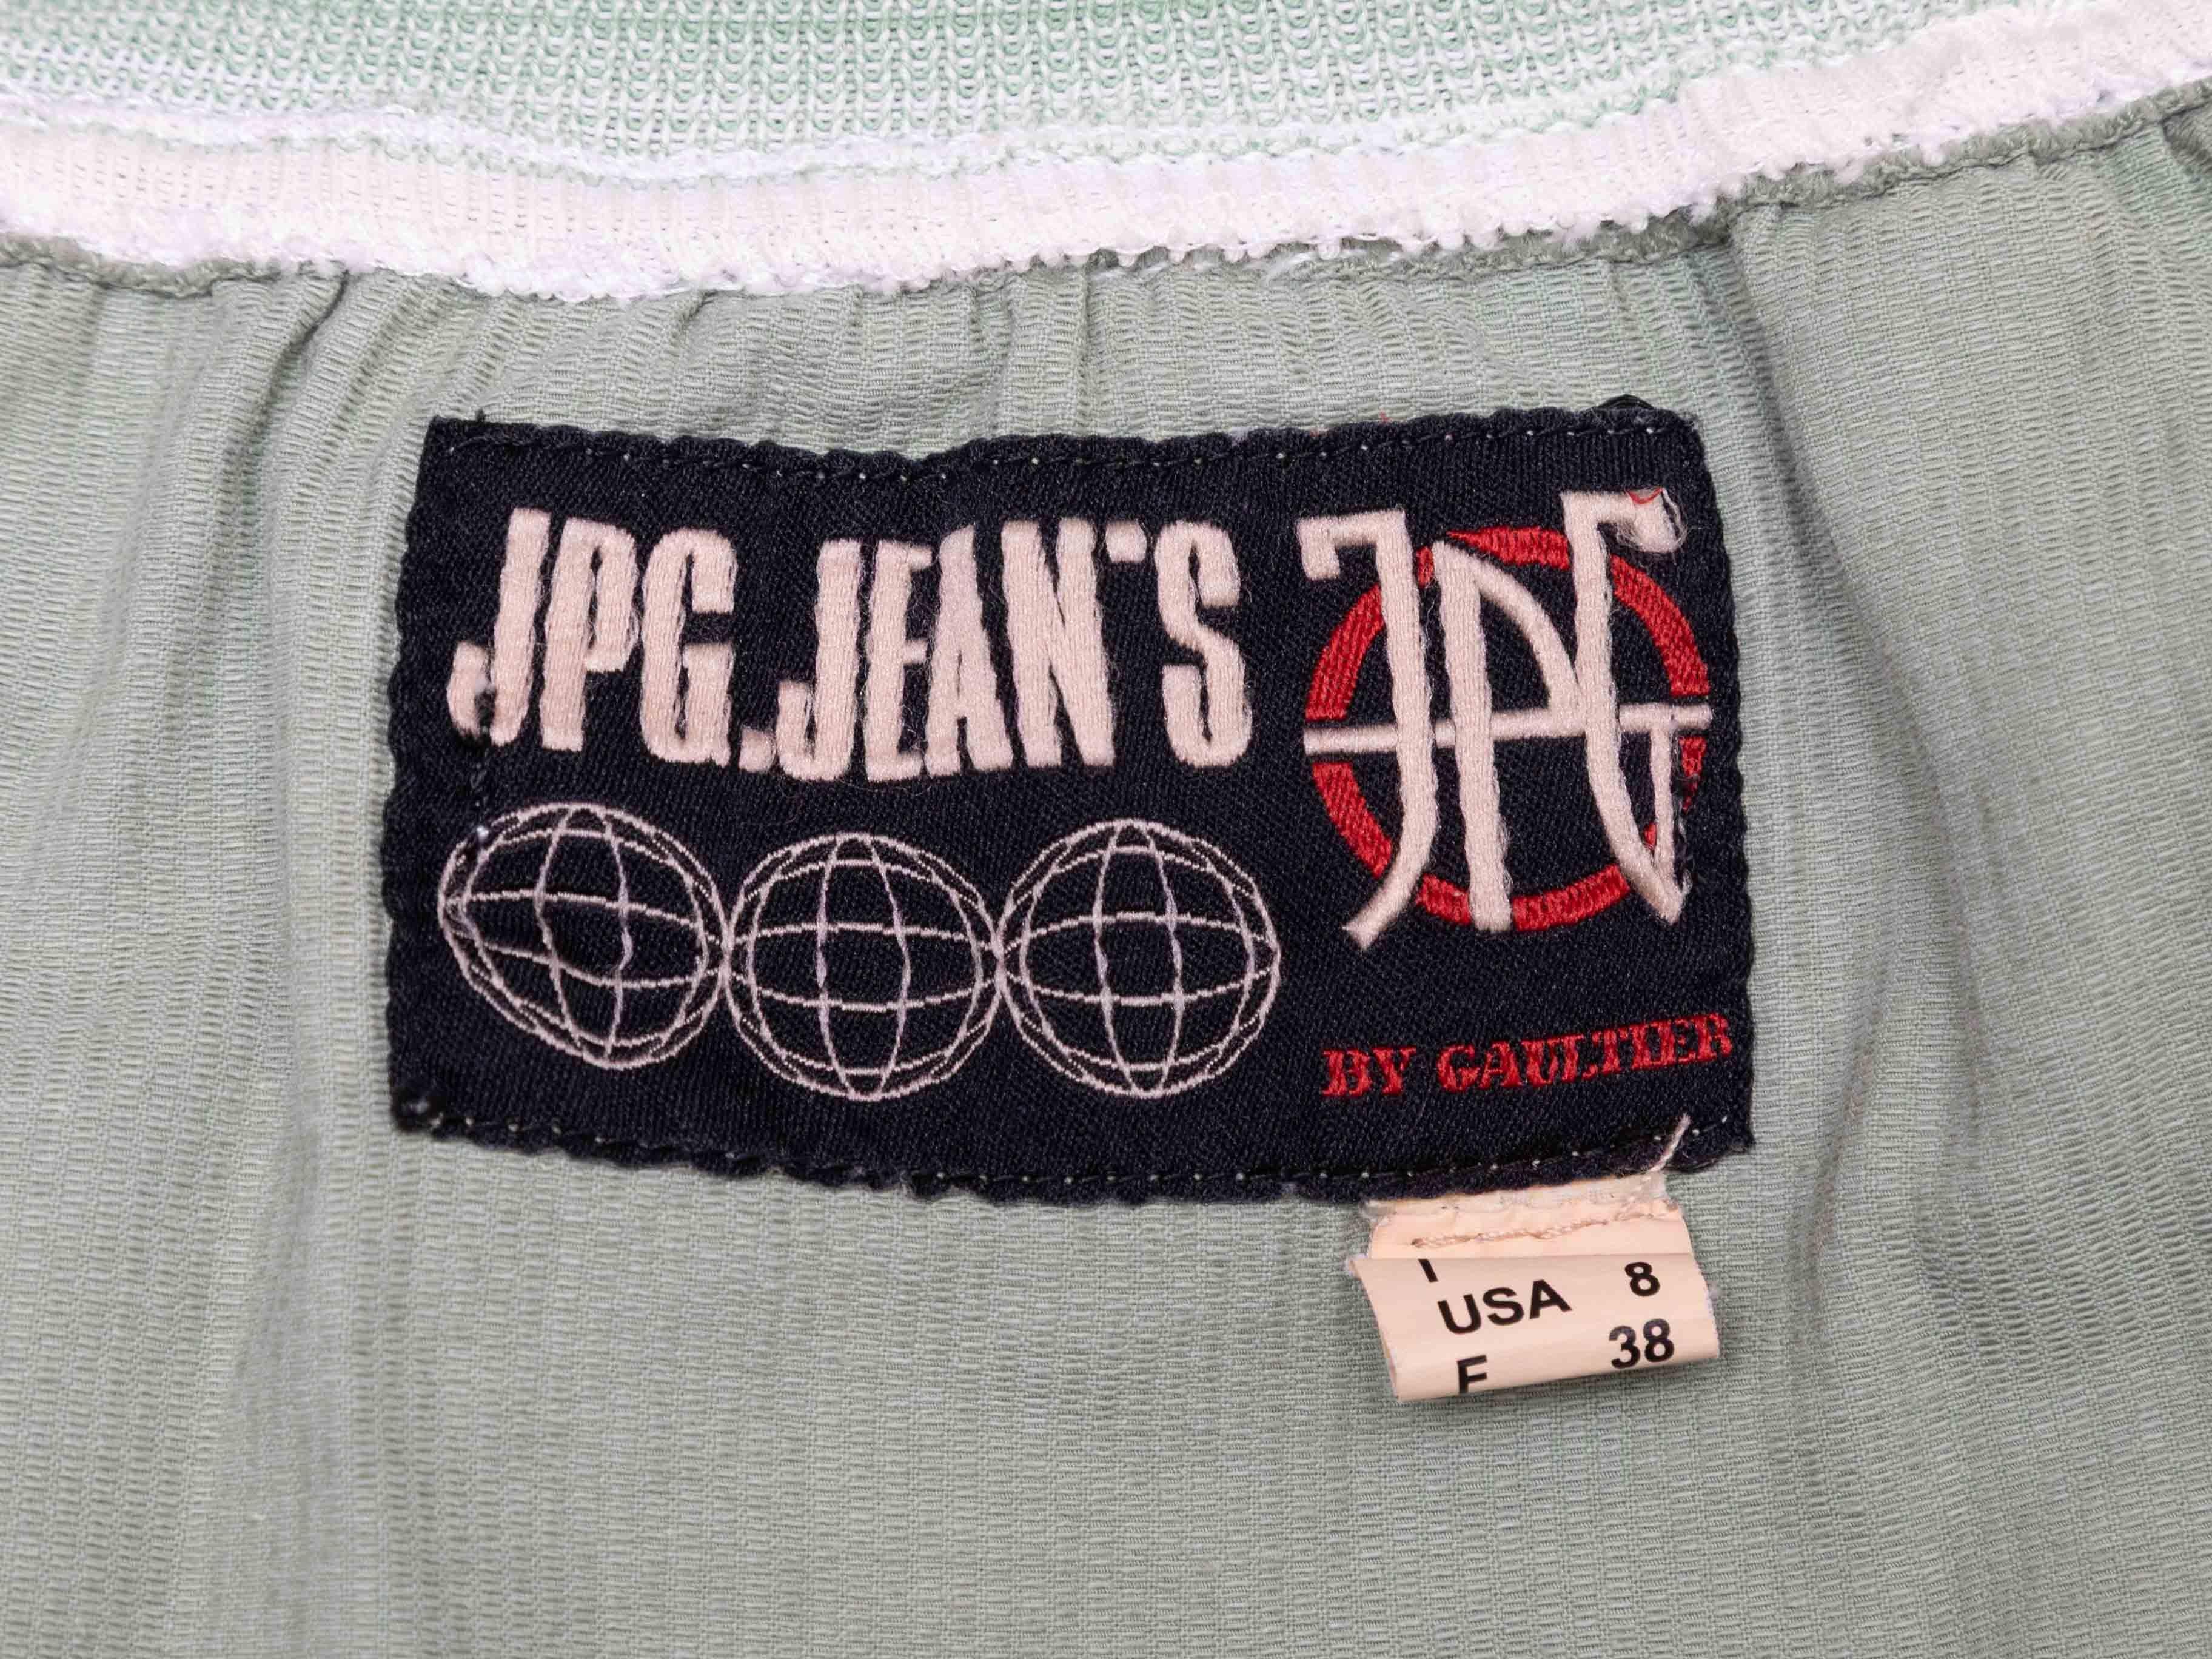 JPG.JEAN'S
JPG
BY GAULTIER
I
USA 8
F 38